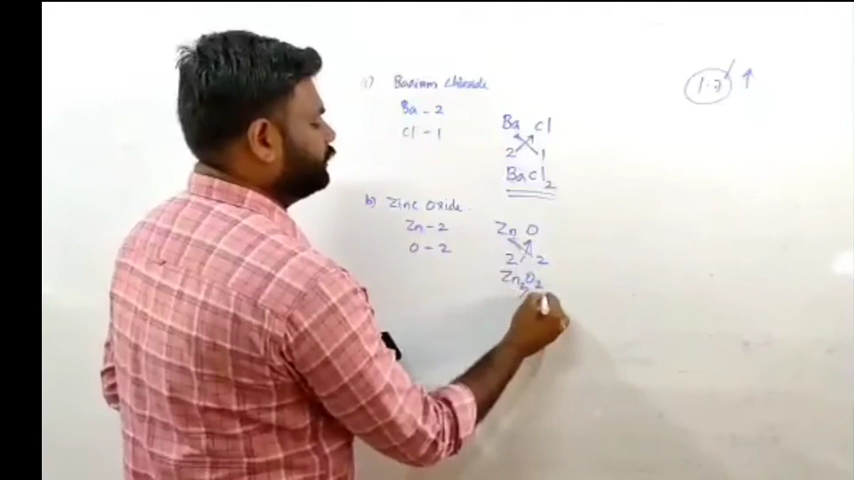 i) Barium chloride
Ba - 2
Cl - 1
Ba Cl
2 1
BaCl2
b) Zinc Oxide.
Zn - 2
O - 2
Zn O
2 2
Zn2O2
1.7